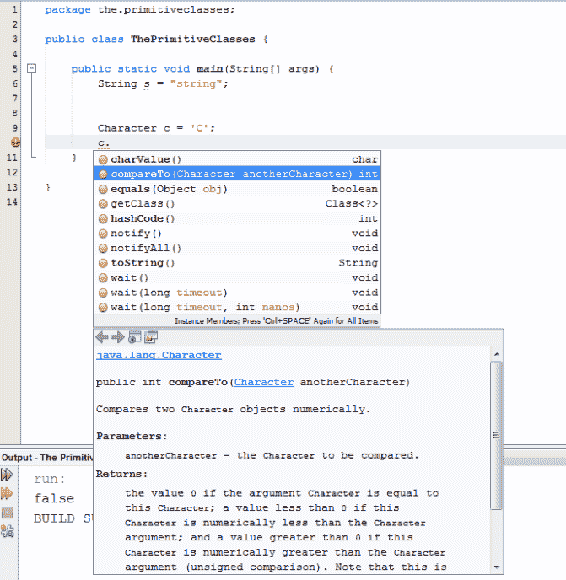 1 package the.primitiveclasses;
2
3 public class ThePrimitiveClasses {
4
5 public static void main(String[] args) {
6 String s = "string";
7
8
9 Character c = 'C';
c.
11 }
12
13 }
14
charValue() char
compareTo(Character anotherCharacter) int
equals(Object obj) boolean
getClass() Class<?>
hashCode() int
notify() void
notifyAll() void
toString() String
wait() void
wait(long timeout) void
wait(long timeout, int nanos) void
Instance Members; Press 'Ctrl+SPACE' Again for All Items
java.lang.Character
public int compareTo(Character anotherCharacter)
Compares two Character objects numerically.
Parameters:
anotherCharacter - the Character to be compared.
Returns:
the value 0 if the argument Character is equal to
this Character; a value less than 0 if this
Character is numerically less than the Character
argument; and a value greater than 0 if this
Character is numerically greater than the Character
argument (unsigned comparison). Note that this is
Output - The Primitiv
run:
false
BUILD SU